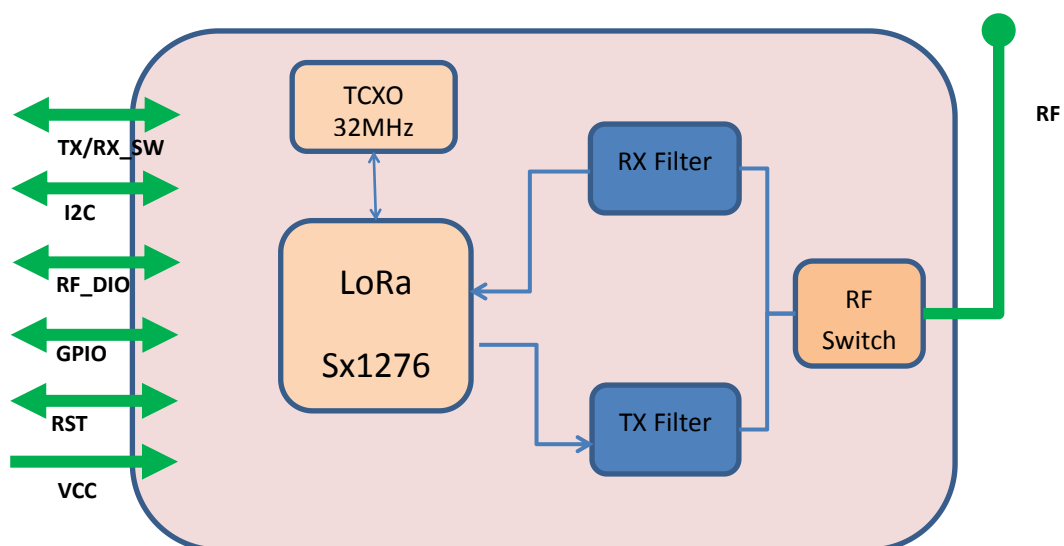 TX/RX_SW
I2C
RF_DIO
GPIO
RST
VCC
TCXO
32MHz
LoRa
Sx1276
RX Filter
TX Filter
RF
Switch
RF